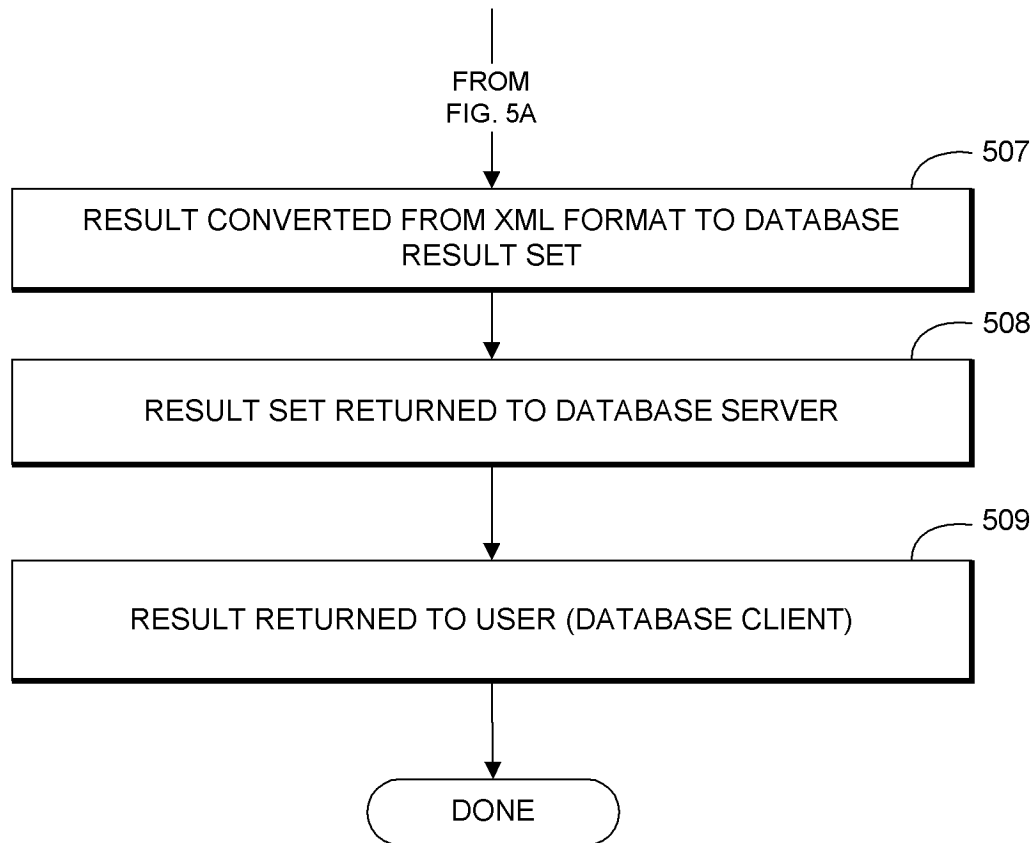 FROM
FIG. 5A
507
RESULT CONVERTED FROM XML FORMAT TO DATABASE
RESULT SET
508
RESULT SET RETURNED TO DATABASE SERVER
509
RESULT RETURNED TO USER (DATABASE CLIENT)
DONE